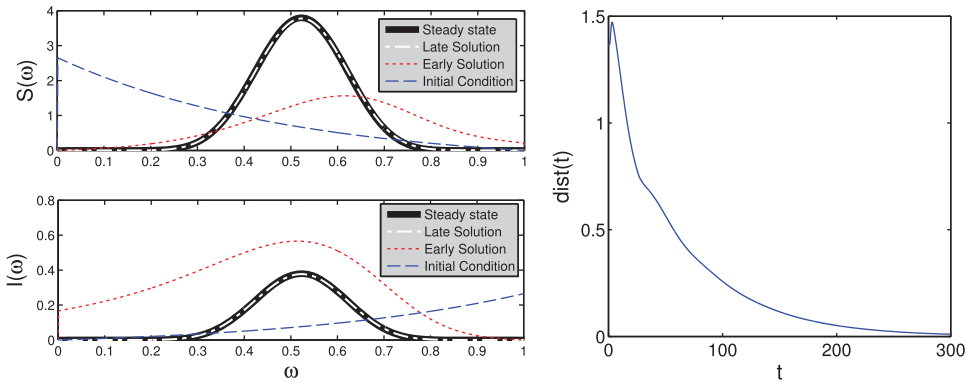 S(ω)
4
3
2
1
0
Steady state
Late Solution
Early Solution
Initial Condition
0 0.1 0.2 0.3 0.4 0.5 0.6 0.7 0.8 0.9 1
I(ω)
0.8
0.6
0.4
0.2
0
Steady state
Late Solution
Early Solution
Initial Condition
0 0.1 0.2 0.3 0.4 0.5 0.6 0.7 0.8 0.9 1
ω
dist(t)
1.5
1
0.5
0
0 100 200 300
t